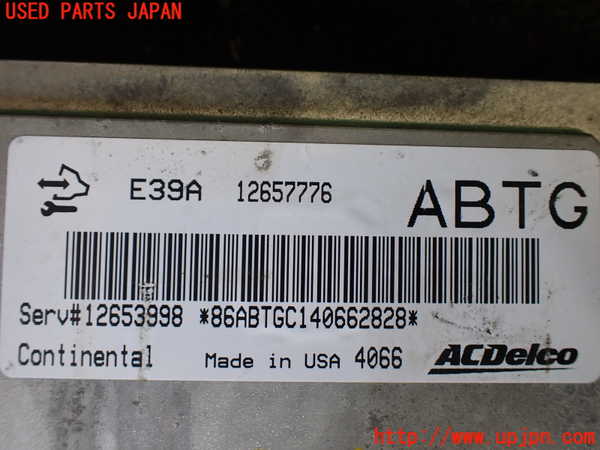 USED PARTS JAPAN
E39A 12657776 ABTG
Serv#12653998 *86ABTGC140662828*
Continental Made in USA 4066 ACDelco
http://www.upjpn.com